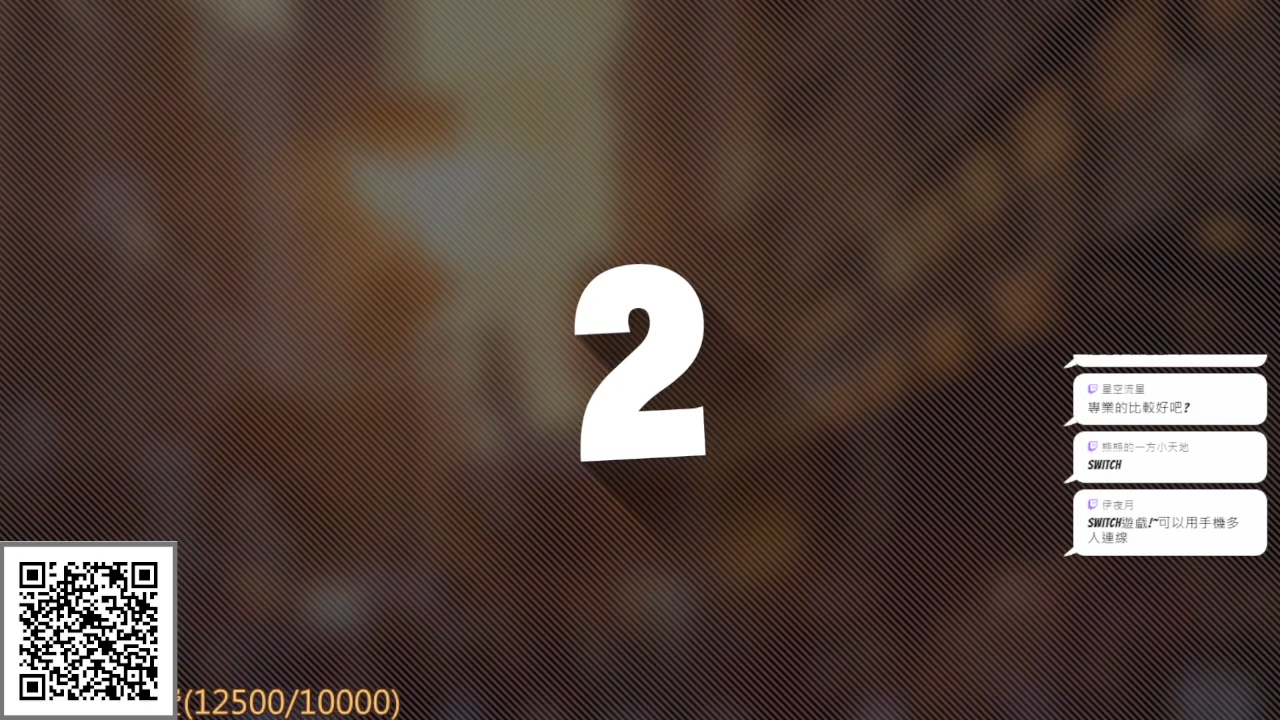 2
星空流星
專業的比較好吧?
熊熊的一方小天地
SWITCH
伊夜月
SWITCH遊戲!~可以用手機多
人連線
(12500/10000)